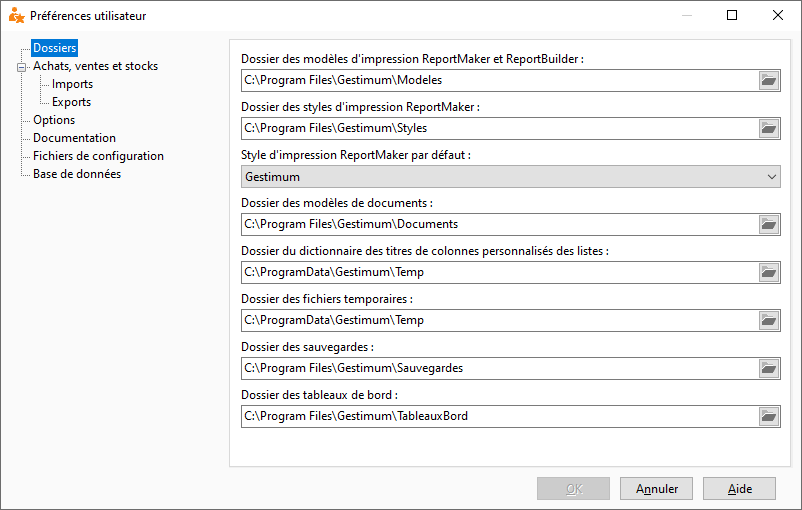 Préférences utilisateur
Dossiers
Achats, ventes et stocks
Imports
Exports
Options
Documentation
Fichiers de configuration
Base de données
Dossier des modèles d'impression ReportMaker et ReportBuilder :
C:\Program Files\Gestimum\Modeles
Dossier des styles d'impression ReportMaker :
C:\Program Files\Gestimum\Styles
Style d'impression ReportMaker par défaut :
Gestimum
Dossier des modèles de documents :
C:\Program Files\Gestimum\Documents
Dossier du dictionnaire des titres de colonnes personnalisés des listes :
C:\ProgramData\Gestimum\Temp
Dossier des fichiers temporaires :
C:\ProgramData\Gestimum\Temp
Dossier des sauvegardes :
C:\Program Files\Gestimum\Sauvegardes
Dossier des tableaux de bord :
C:\Program Files\Gestimum\TableauxBord
OK
Annuler
Aide